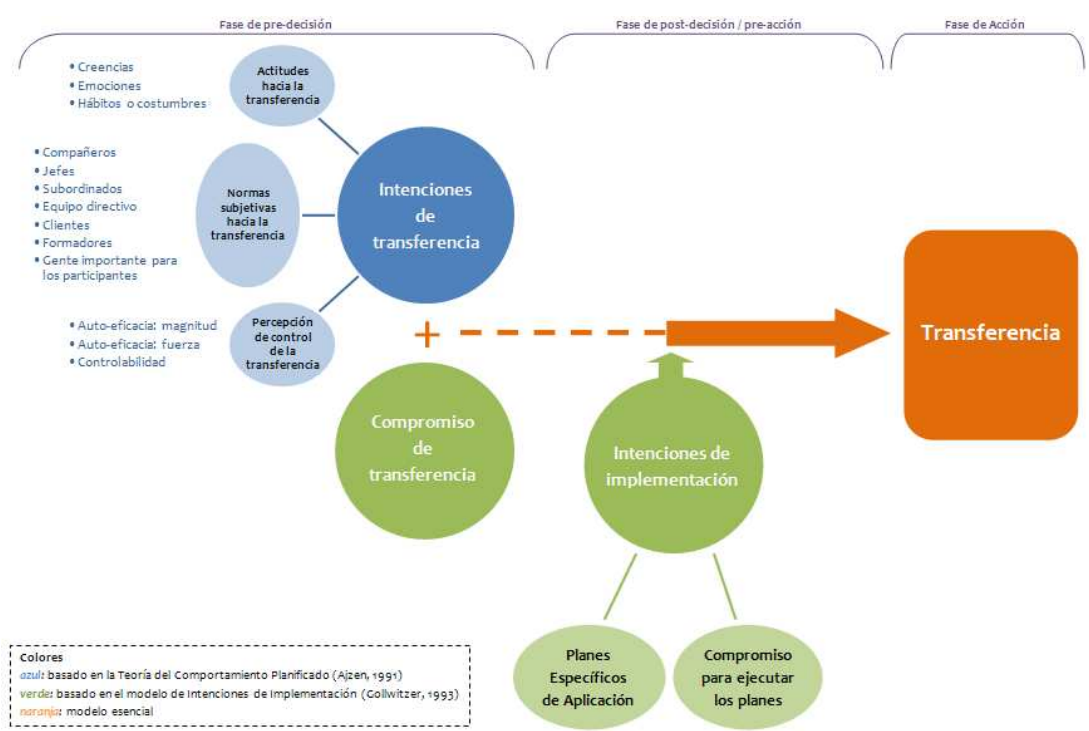 Fase de pre-decisión
Fase de post-decisión / pre-acción
Fase de Acción
• Creencias
• Emociones
• Hábitos o costumbres
Actitudes
hacia la
transferencia
• Compañeros
• Jefes
• Subordinados
• Equipo directivo
• Clientes
• Formadores
• Gente importante para
los participantes
Normas
subjetivas
hacia la
transferencia
Intenciones
de
transferencia
• Auto-eficacia: magnitud
• Auto-eficacia: fuerza
• Controlabilidad
Percepción
de control
de la
transferencia
+
Transferencia
Compromiso
de
transferencia
Intenciones de
implementación
Planes
Específicos
de Aplicación
Compromiso
para ejecutar
los planes
Colores
azul: basado en la Teoría del Comportamiento Planificado (Ajzen, 1991)
verde: basado en el modelo de Intenciones de Implementación (Gollwitzer, 1993)
naranja: modelo esencial